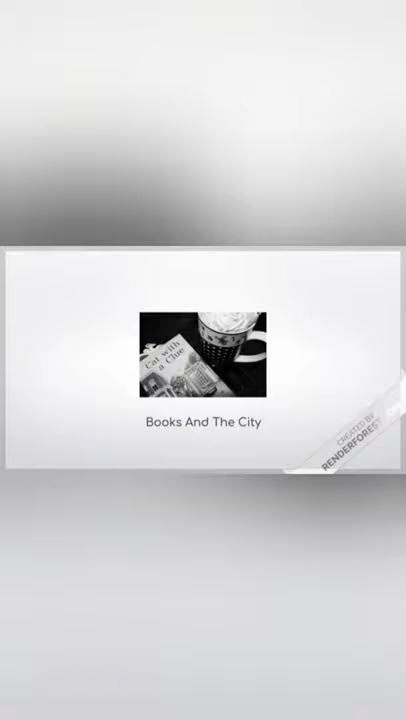 Cat with
a Clue
Books And The City
CREATED BY
RENDERFOREST